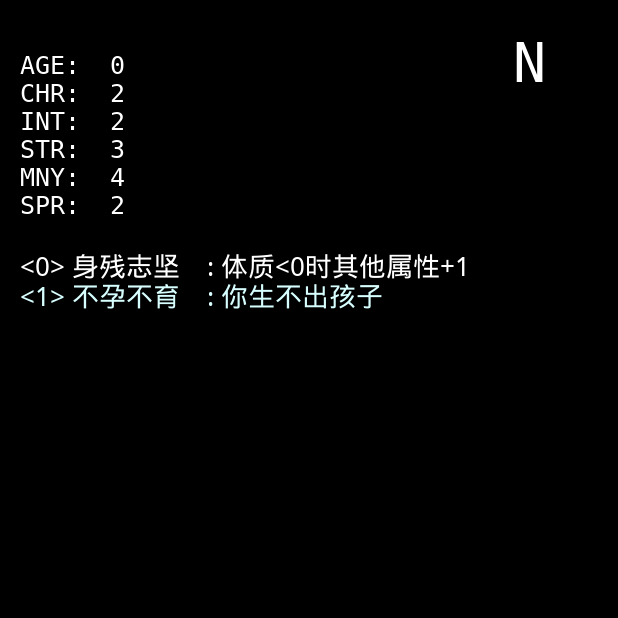 N
AGE: 0
CHR: 2
INT: 2
STR: 3
MNY: 4
SPR: 2
<0> 身残志坚 : 体质<0时其他属性+1
<1> 不孕不育 : 你生不出孩子